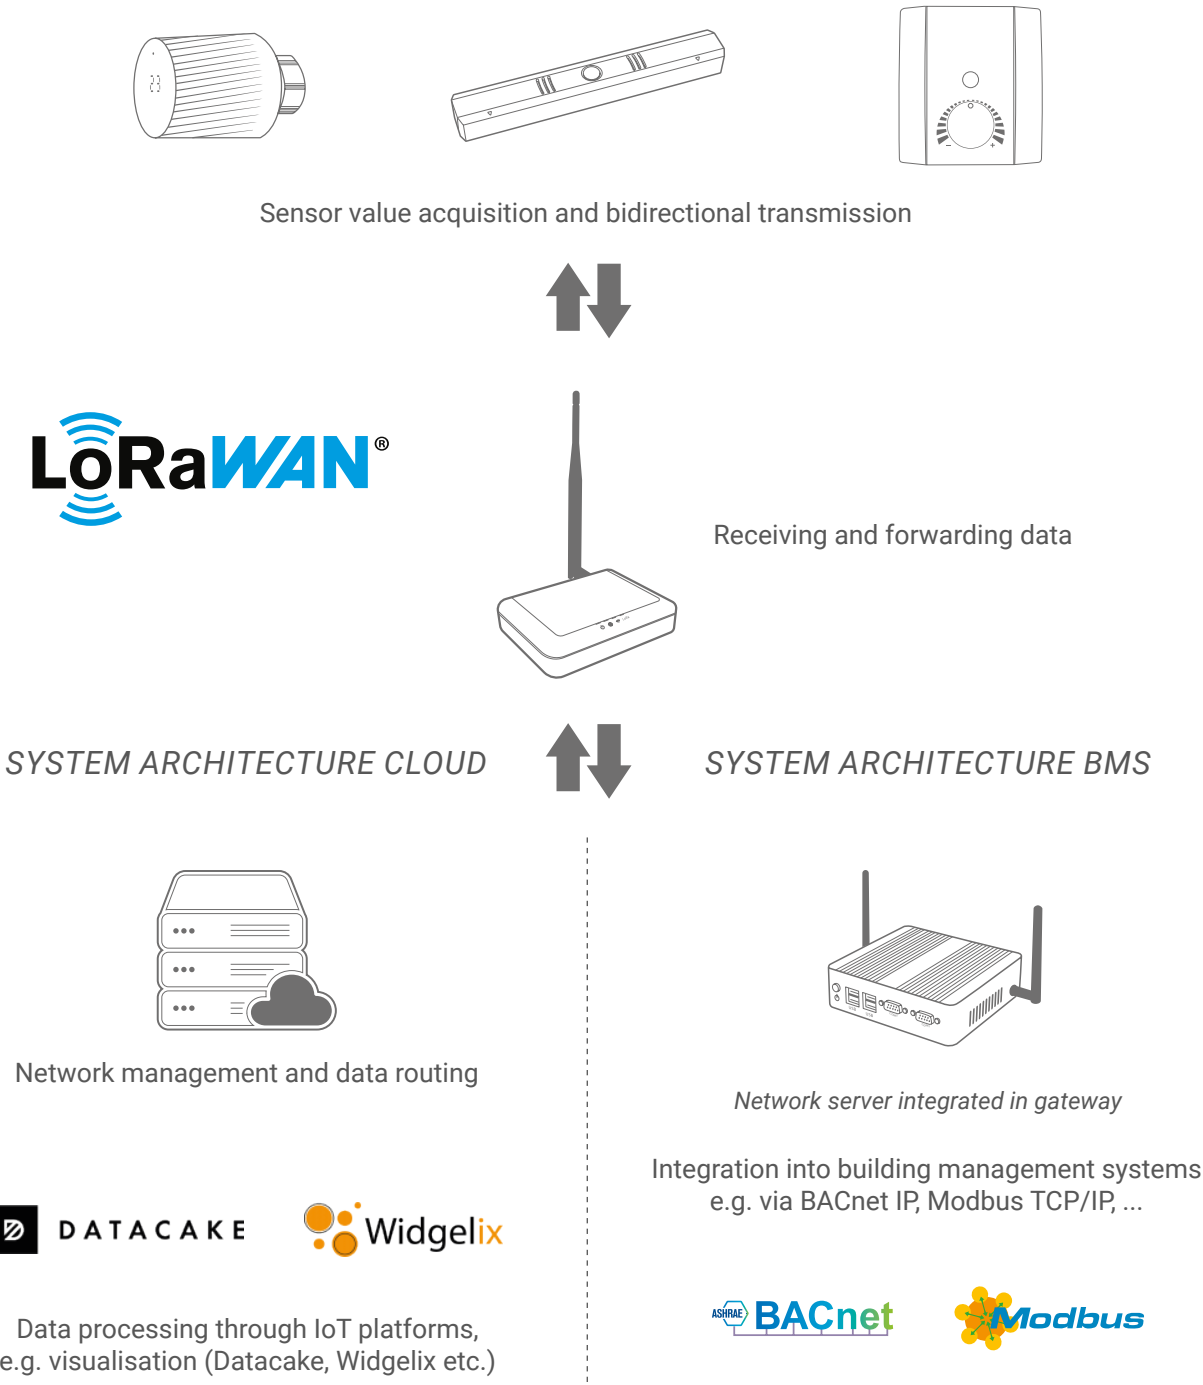 23
Sensor value acquisition and bidirectional transmission
LoRaWAN®
Receiving and forwarding data
SYSTEM ARCHITECTURE CLOUD
SYSTEM ARCHITECTURE BMS
Network management and data routing
Network server integrated in gateway
Integration into building management systems
e.g. via BACnet IP, Modbus TCP/IP, ...
DATACAKE
Widgelix
ASHRAE BACnet
Modbus
Data processing through IoT platforms,
e.g. visualisation (Datacake, Widgelix etc.)